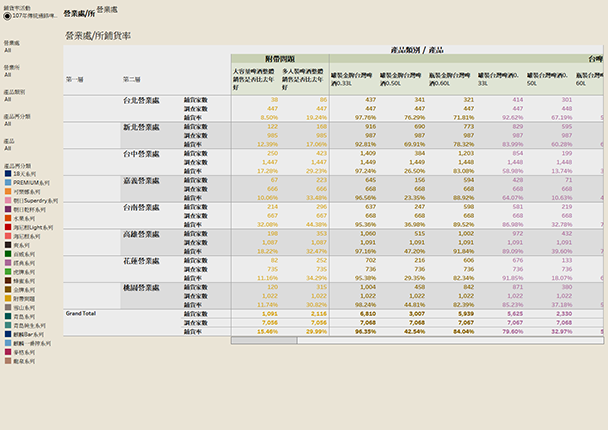 鋪貨率活動
107年傳統通路啤...
營業處/所 營業處
營業處/所鋪貨率
營業處
All
營業所
All
產品類別
All
產品再分類
All
產品
All
產品再分類
18天系列
PREMIUM系列
可樂娜系列
朝日Superdry系列
水果系列
海尼根Light系列
海尼根系列
青系列
百威系列
經典系列
虎牌系列
蜂蜜系列
金牌系列
附帶問題
雪山系列
青島系列
青島純生系列
麒麟Bar系列
麒麟一番搾系列
麥格系列
龍泉系列
產品類別 / 產品
附帶問題 台啤
第一層 第二層 大容量啤酒整體銷售是否比去年好 多人裝啤酒整體銷售是否比去年好 罐裝金牌台灣啤酒0.33L 罐裝金牌台灣啤酒0.50L 瓶裝金牌台灣啤酒0.60L 罐裝台灣啤酒0.33L 罐裝台灣啤酒0.50L 瓶裝台灣啤酒0.60L
台北營業處 鋪貨家數 38 86 437 341 321 414 301
調查家數 447 447 447 447 447 447 448
鋪貨率 8.50% 19.24% 97.76% 76.29% 71.81% 92.62% 67.19%
新北營業處 鋪貨家數 122 168 916 690 773 829 595
調查家數 985 985 987 987 987 987 987
鋪貨率 12.39% 17.06% 92.81% 69.91% 78.32% 83.99% 60.28%
台中營業處 鋪貨家數 250 423 1,409 384 1,203 854 199
調查家數 1,447 1,447 1,449 1,449 1,448 1,448 1,448
鋪貨率 17.28% 29.23% 97.24% 26.50% 83.08% 58.98% 13.74%
嘉義營業處 鋪貨家數 67 223 645 156 594 428 71
調查家數 666 666 668 668 668 668 668
鋪貨率 10.06% 33.48% 96.56% 23.35% 88.92% 64.07% 10.63%
台南營業處 鋪貨家數 214 296 637 247 598 581 219
調查家數 667 667 668 668 668 668 668
鋪貨率 32.08% 44.38% 95.36% 36.98% 89.52% 86.98% 32.78%
高雄營業處 鋪貨家數 198 353 1,060 515 1,002 972 432
調查家數 1,087 1,087 1,091 1,091 1,091 1,091 1,091
鋪貨率 18.22% 32.47% 97.16% 47.20% 91.84% 89.09% 39.60%
花蓮營業處 鋪貨家數 82 252 702 216 606 676 133
調查家數 735 735 736 736 736 736 736
鋪貨率 11.16% 34.29% 95.38% 29.35% 82.34% 91.85% 18.07%
桃園營業處 鋪貨家數 120 315 1,004 458 842 871 380
調查家數 1,022 1,022 1,022 1,022 1,022 1,022 1,022
鋪貨率 11.74% 30.82% 98.24% 44.81% 82.39% 85.23% 37.18%
Grand Total 鋪貨家數 1,091 2,116 6,810 3,007 5,939 5,625 2,330
調查家數 7,056 7,056 7,068 7,068 7,067 7,067 7,068
鋪貨率 15.46% 29.99% 96.35% 42.54% 84.04% 79.60% 32.97%